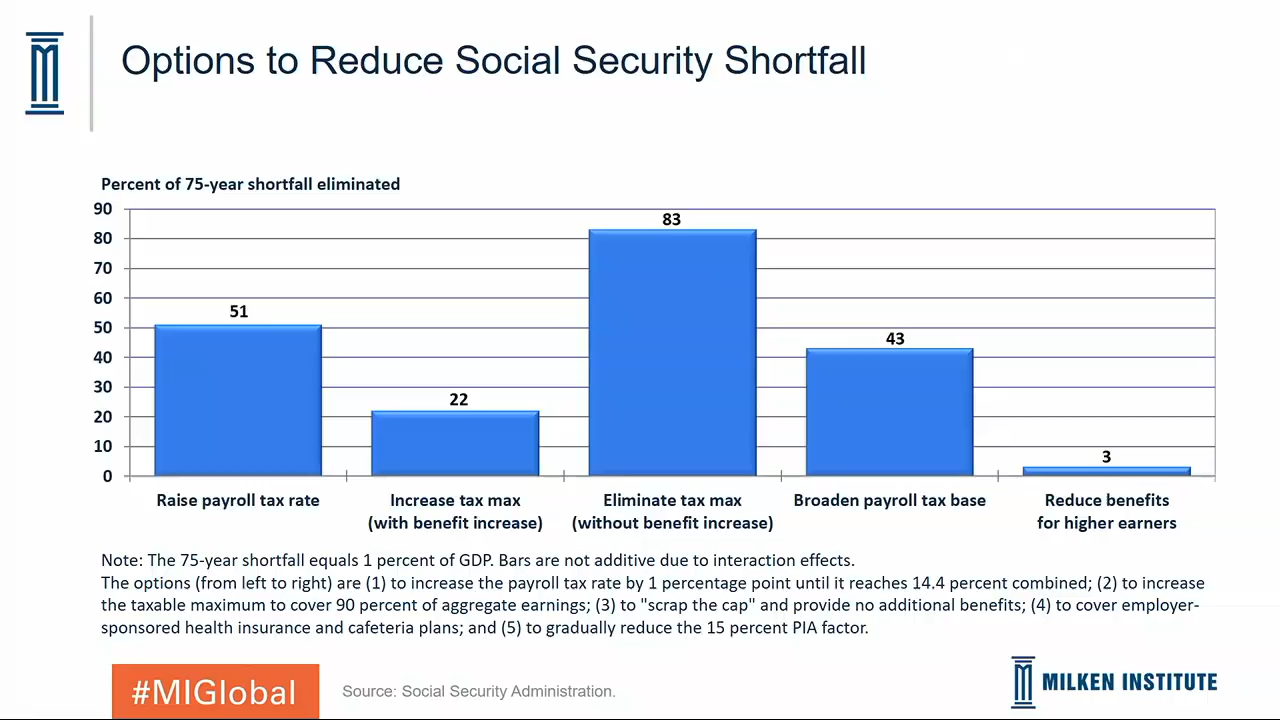 Options to Reduce Social Security Shortfall
Percent of 75-year shortfall eliminated
90
80
70
60
50
40
30
20
10
0
51
22
83
43
3
Raise payroll tax rate
Increase tax max
(with benefit increase)
Eliminate tax max
(without benefit increase)
Broaden payroll tax base
Reduce benefits
for higher earners
Note: The 75-year shortfall equals 1 percent of GDP. Bars are not additive due to interaction effects.
The options (from left to right) are (1) to increase the payroll tax rate by 1 percentage point until it reaches 14.4 percent combined; (2) to increase
the taxable maximum to cover 90 percent of aggregate earnings; (3) to "scrap the cap" and provide no additional benefits; (4) to cover employer-
sponsored health insurance and cafeteria plans; and (5) to gradually reduce the 15 percent PIA factor.
#MIGlobal
Source: Social Security Administration.
MILKEN INSTITUTE